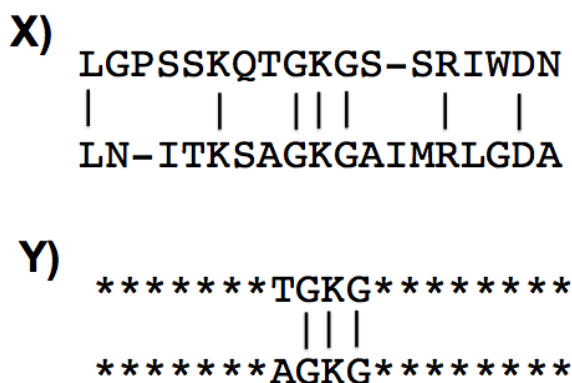 X)
LGPSSKQTGKGS-SRIWDN
| | ||| | |
LN-ITKSAGKGAIMRLGDA
Y)
*******TGKG********
|||
*******AGKG********